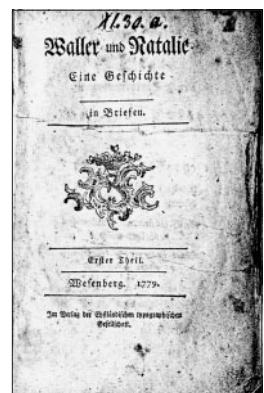 XI.30.a.
Waller und Natalie
Eine Geschichte
in Briefen.
Erster Theil.
Wesenberg. 1779.
Im Verlag der Ehstländischen typographischen
Gesellschaft.